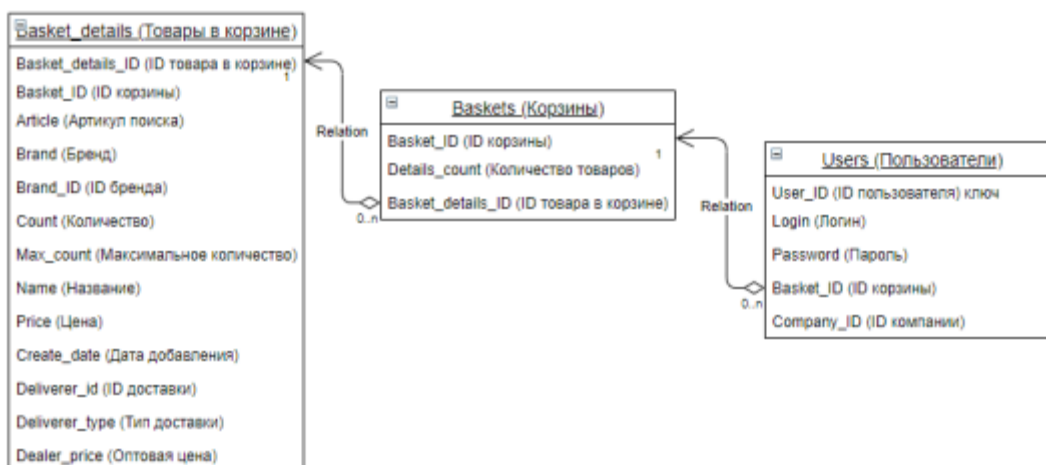 Basket_details (Товары в корзине)
Basket_details_ID (ID товара в корзине)
1
Basket_ID (ID корзины)
Article (Артикул поиска)
Brand (Бренд)
Brand_ID (ID бренда)
Count (Количество)
Max_count (Максимальное количество)
Name (Название)
Price (Цена)
Create_date (Дата добавления)
Deliverer_id (ID доставки)
Deliverer_type (Тип доставки)
Dealer_price (Оптовая цена)
Relation
0..n
Baskets (Корзины)
Basket_ID (ID корзины)
1
Details_count (Количество товаров)
Basket_details_ID (ID товара в корзине)
Relation
0..n
Users (Пользователи)
User_ID (ID пользователя) ключ
Login (Логин)
Password (Пароль)
Basket_ID (ID корзины)
Company_ID (ID компании)